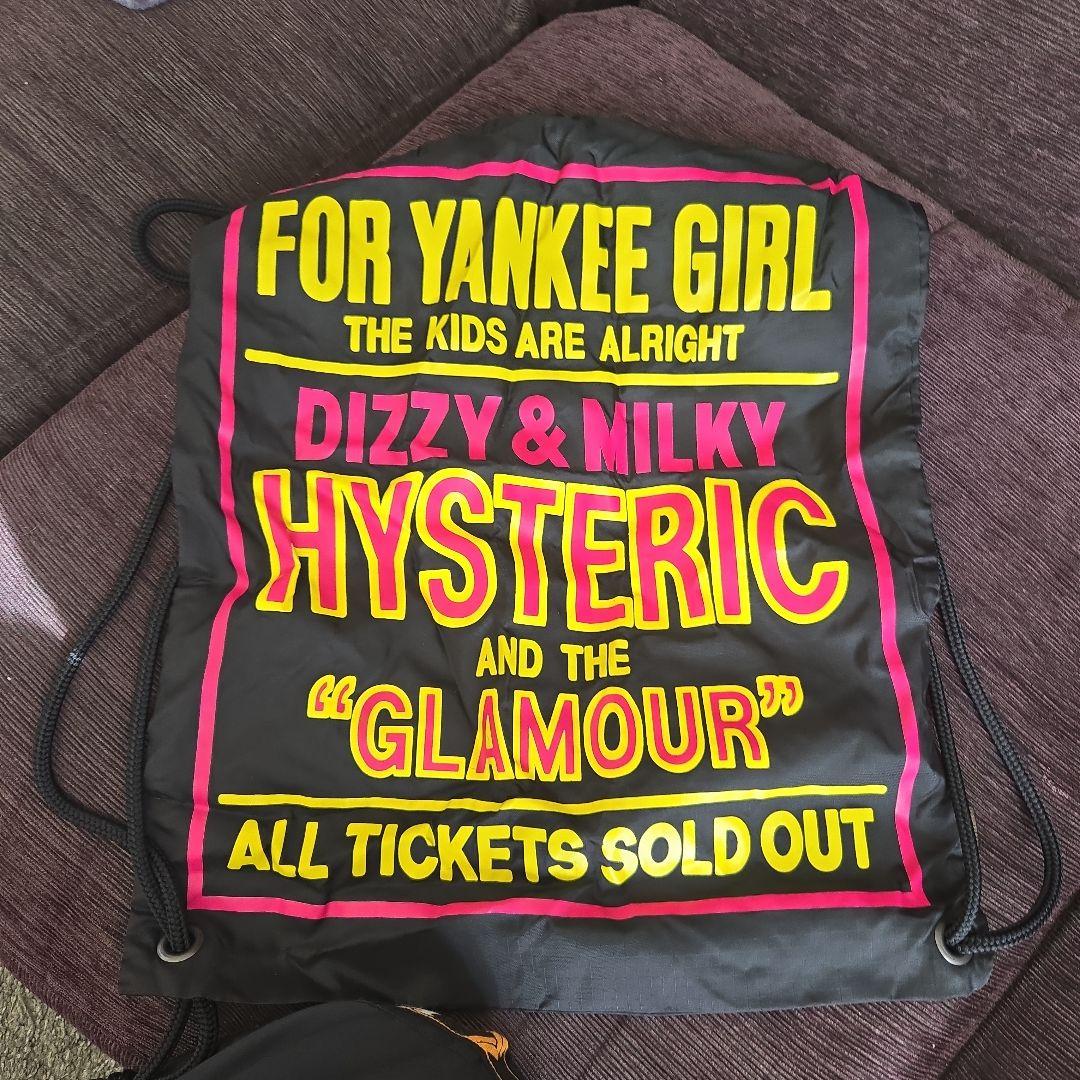 FOR YANKEE GIRL
THE KIDS ARE ALRIGHT
DIZZY & MILKY
HYSTERIC
AND THE
“GLAMOUR”
ALL TICKETS SOLD OUT